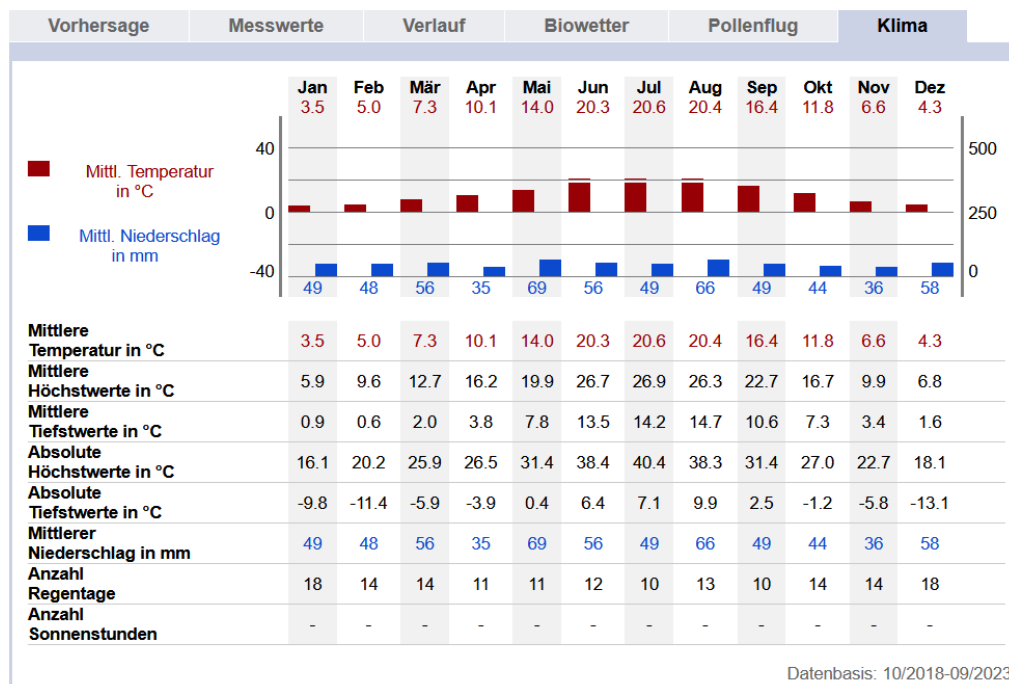 Vorhersage Messwerte Verlauf Biowetter Pollenflug Klima
Jan Feb Mär Apr Mai Jun Jul Aug Sep Okt Nov Dez
3.5 5.0 7.3 10.1 14.0 20.3 20.6 20.4 16.4 11.8 6.6 4.3
40 500
Mittl. Temperatur
in °C
0 250
Mittl. Niederschlag
in mm
-40 0
49 48 56 35 69 56 49 66 49 44 36 58
Mittlere
Temperatur in °C 3.5 5.0 7.3 10.1 14.0 20.3 20.6 20.4 16.4 11.8 6.6 4.3
Mittlere
Höchstwerte in °C 5.9 9.6 12.7 16.2 19.9 26.7 26.9 26.3 22.7 16.7 9.9 6.8
Mittlere
Tiefstwerte in °C 0.9 0.6 2.0 3.8 7.8 13.5 14.2 14.7 10.6 7.3 3.4 1.6
Absolute
Höchstwerte in °C 16.1 20.2 25.9 26.5 31.4 38.4 40.4 38.3 31.4 27.0 22.7 18.1
Absolute
Tiefstwerte in °C -9.8 -11.4 -5.9 -3.9 0.4 6.4 7.1 9.9 2.5 -1.2 -5.8 -13.1
Mittlerer
Niederschlag in mm 49 48 56 35 69 56 49 66 49 44 36 58
Anzahl
Regentage 18 14 14 11 11 12 10 13 10 14 14 18
Anzahl
Sonnenstunden - - - - - - - - - - - -
Datenbasis: 10/2018-09/2023